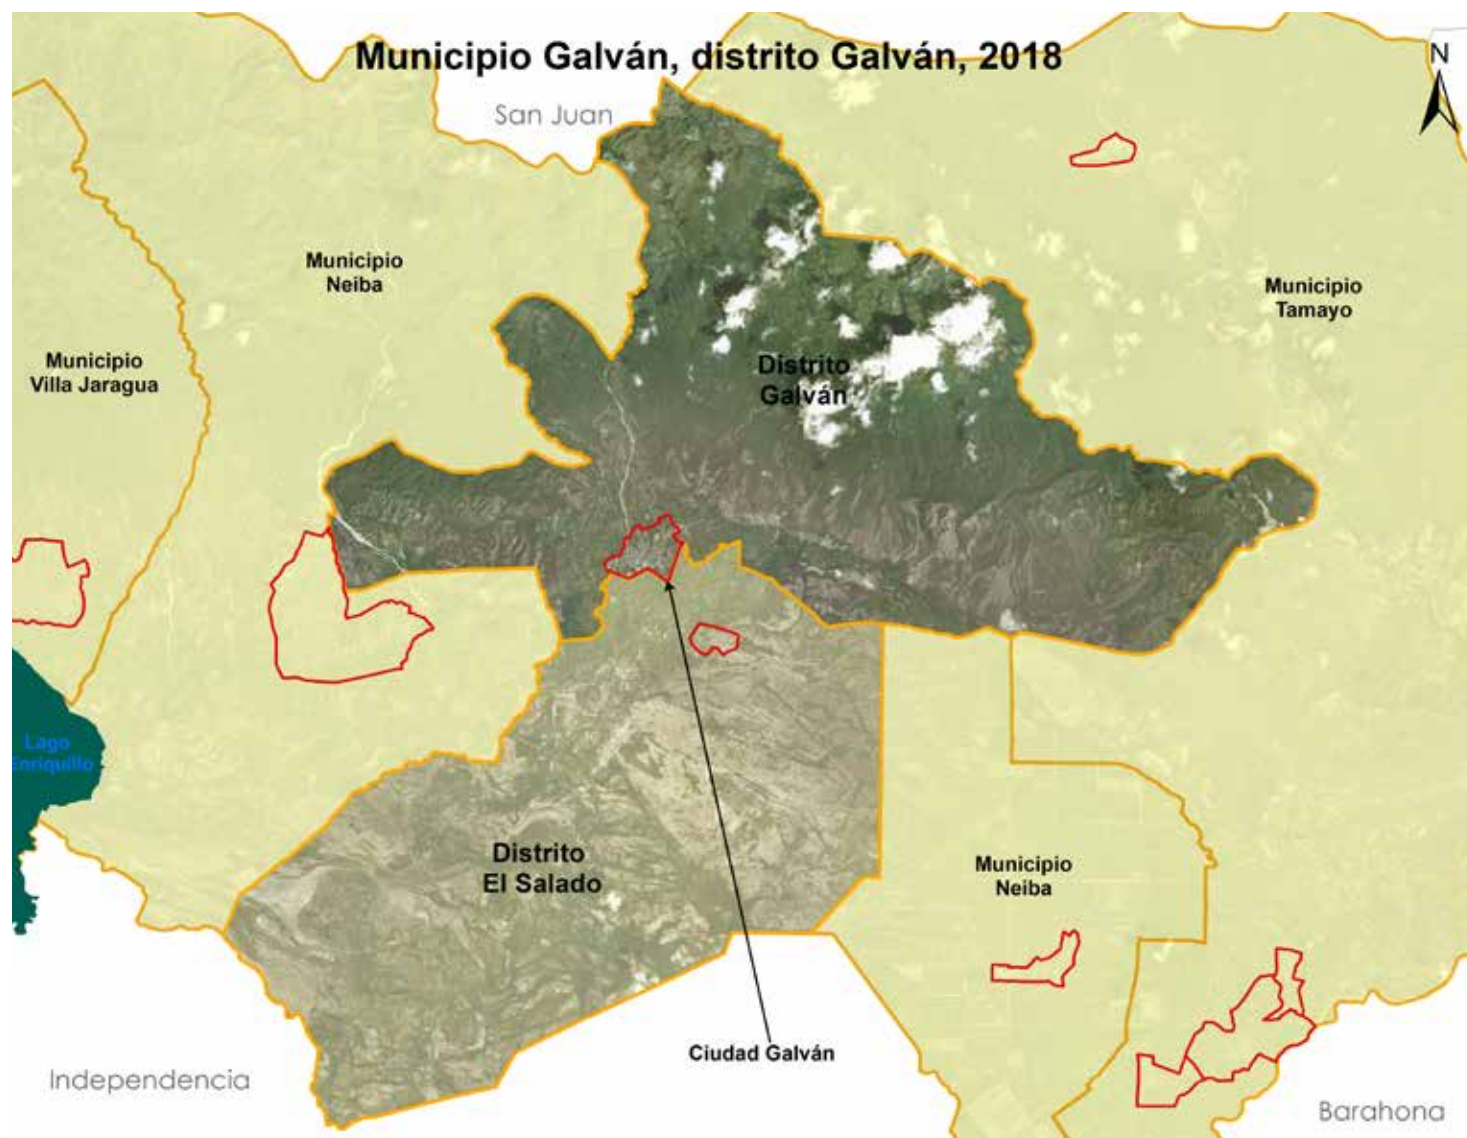 Municipio Galván, distrito Galván, 2018
N
San Juan
Municipio
Neiba
Municipio
Tamayo
Municipio
Villa Jaragua
Distrito
Galván
Lago
Enriquillo
Distrito
El Salado
Municipio
Neiba
Ciudad Galván
Independencia
Barahona